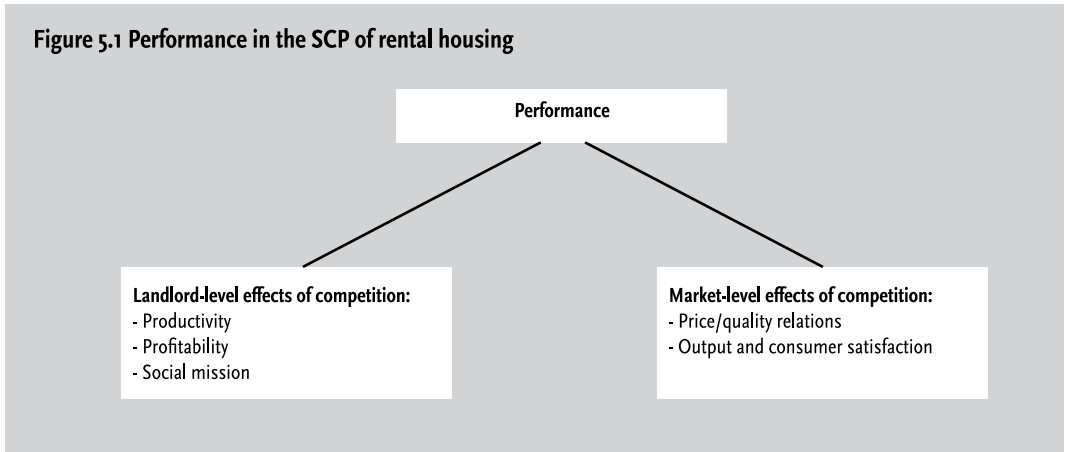 Figure 5.1 Performance in the SCP of rental housing
Performance
Landlord-level effects of competition:
- Productivity
- Profitability
- Social mission
Market-level effects of competition:
- Price/quality relations
- Output and consumer satisfaction